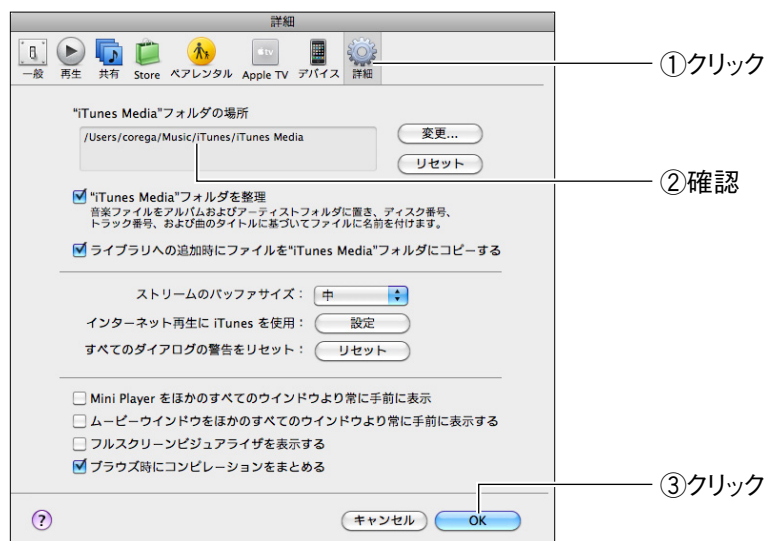 詳細
一般 再生 共有 Store ペアレンタル Apple TV デバイス 詳細
①クリック
"iTunes Media"フォルダの場所
/Users/corega/Music/iTunes/iTunes Media
変更...
リセット
②確認
"iTunes Media"フォルダを整理
音楽ファイルをアルバムおよびアーティストフォルダに置き、ディスク番号、
トラック番号、および曲のタイトルに基づいてファイルに名前を付けます。
ライブラリへの追加時にファイルを"iTunes Media"フォルダにコピーする
ストリームのバッファサイズ： 中
インターネット再生に iTunes を使用： 設定
すべてのダイアログの警告をリセット： リセット
Mini Player をほかのすべてのウインドウより常に手前に表示
ムービーウインドウをほかのすべてのウインドウより常に手前に表示する
フルスクリーンビジュアライザを表示する
ブラウズ時にコンピレーションをまとめる
③クリック
? キャンセル OK